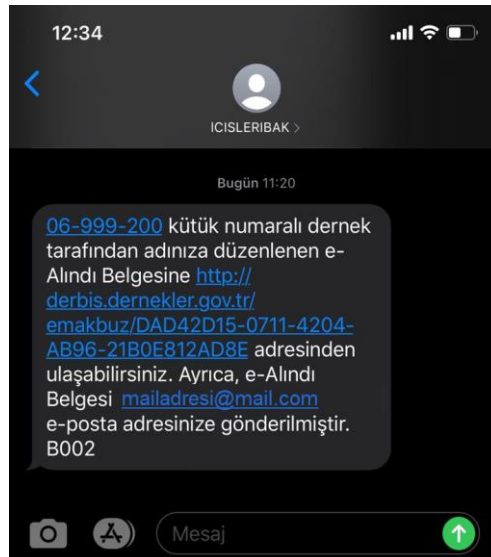 12:34
ICISLERIBAK >
Bugün 11:20
06-999-200 kütük numaralı dernek
tarafından adınıza düzenlenen e-
Alındı Belgesine http://
derbis.dernekler.gov.tr/
emakbuz/DAD42D15-0711-4204-
AB96-21B0E812AD8E adresinden
ulaşabilirsiniz. Ayrıca, e-Alındı
Belgesi mailadresi@mail.com
e-posta adresinize gönderilmiştir.
B002
Mesaj